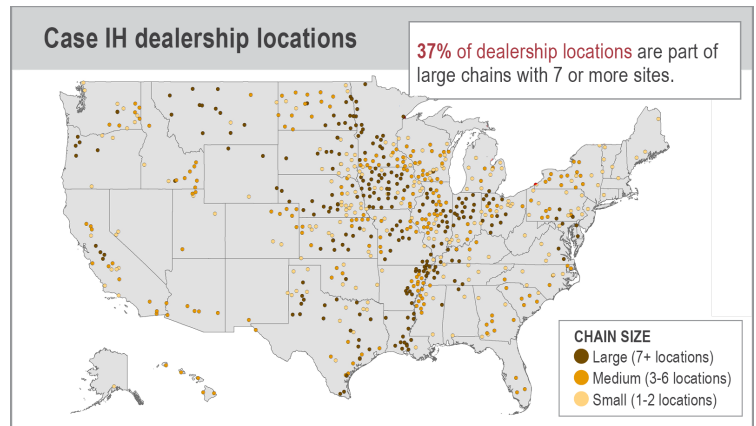 Case IH dealership locations
37% of dealership locations are part of
large chains with 7 or more sites.
CHAIN SIZE
Large (7+ locations)
Medium (3-6 locations)
Small (1-2 locations)